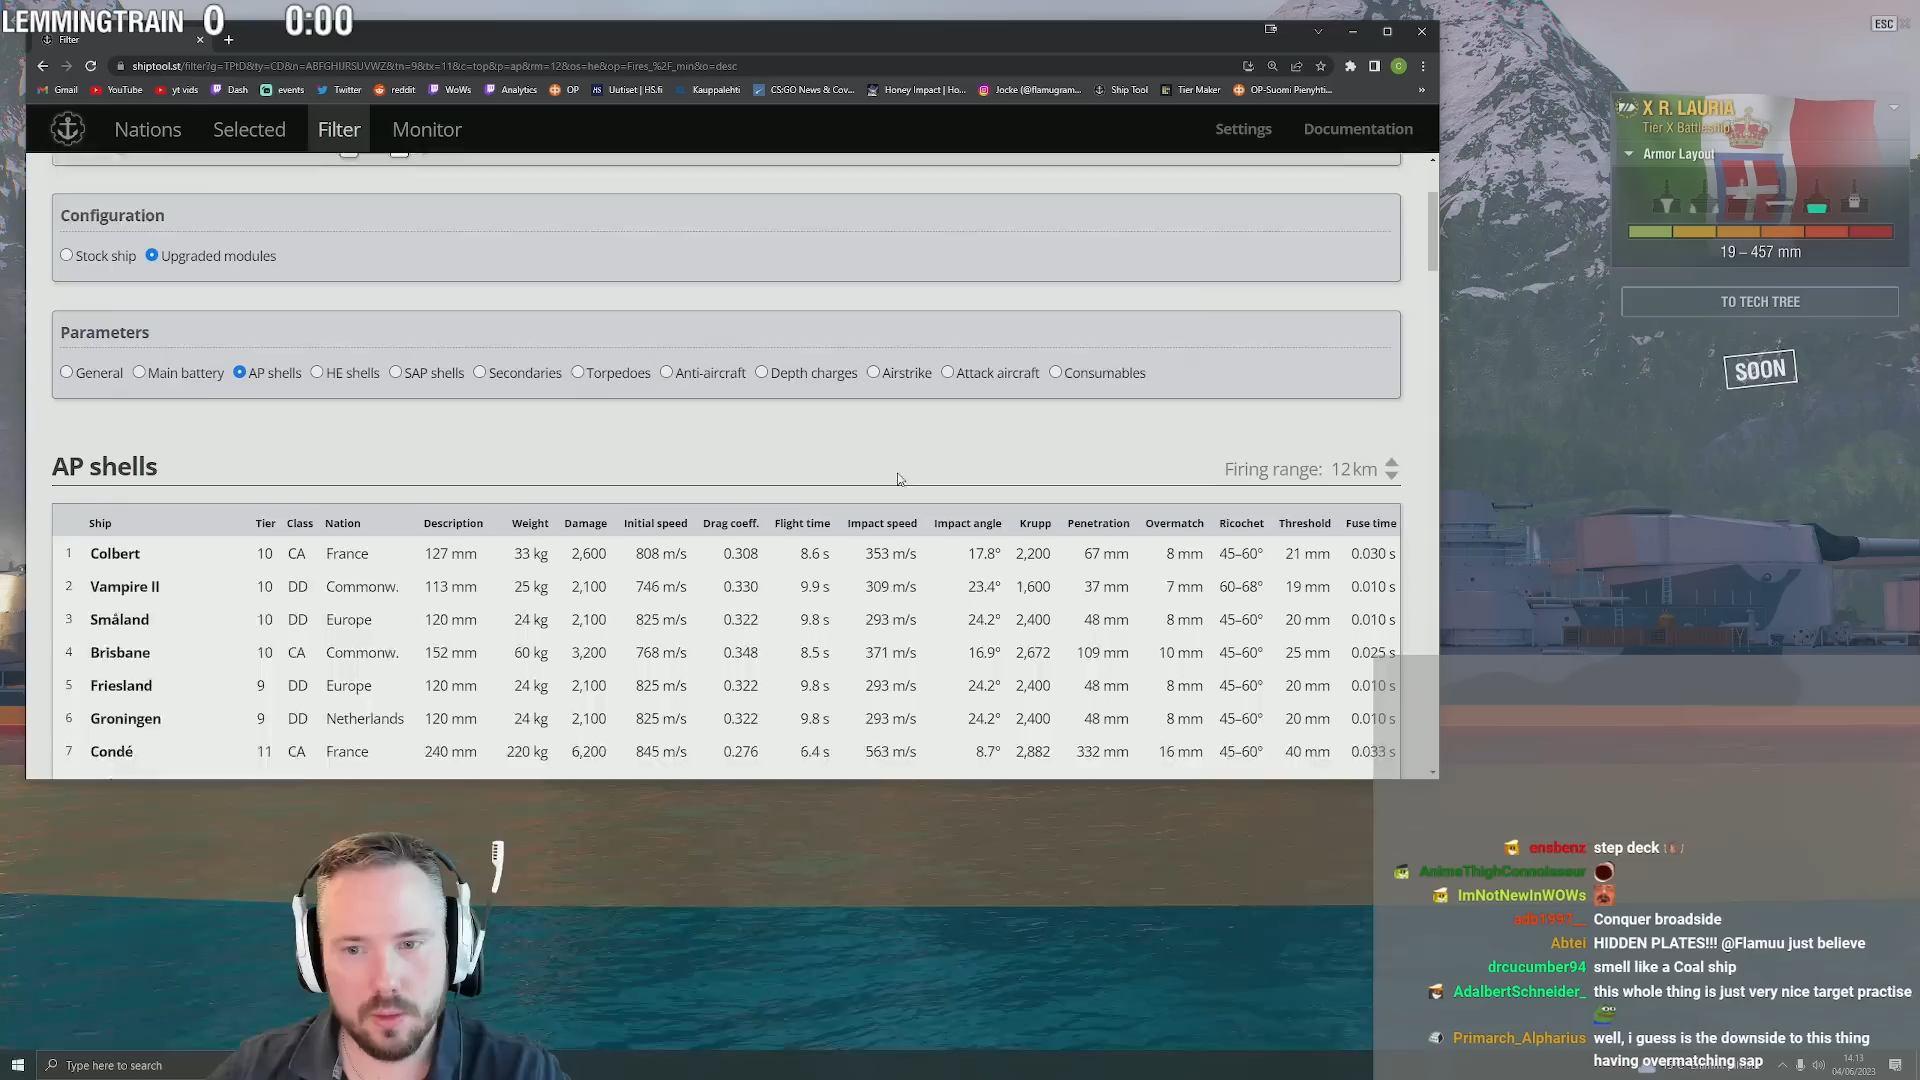 LEMMINGTRAIN 0 0:00
ESC
Filter
shiptool.st/filter?g=TPtD&ty=CD&n=ABFGHIJRSUVWZ&tn=9&tx=11&c=top&p=ap&rm=12&os=he&op=Fires_%2F_min&o=desc
Gmail YouTube yt vids Dash events Twitter reddit WoWs Analytics OP Uutiset | HS.fi Kauppalehti CS:GO News & Cov... Honey Impact | Ho... Jocke (@flamugram... Ship Tool Tier Maker OP-Suomi Pienyhti... »
Nations Selected Filter Monitor Settings Documentation
Configuration
Stock ship Upgraded modules
Parameters
General Main battery AP shells HE shells SAP shells Secondaries Torpedoes Anti-aircraft Depth charges Airstrike Attack aircraft Consumables
AP shells Firing range: 12 km
Ship Tier Class Nation Description Weight Damage Initial speed Drag coeff. Flight time Impact speed Impact angle Krupp Penetration Overmatch Ricochet Threshold Fuse time
1 Colbert 10 CA France 127 mm 33 kg 2,600 808 m/s 0.308 8.6 s 353 m/s 17.8° 2,200 67 mm 8 mm 45–60° 21 mm 0.030 s
2 Vampire II 10 DD Commonw. 113 mm 25 kg 2,100 746 m/s 0.330 9.9 s 309 m/s 23.4° 1,600 37 mm 7 mm 60–68° 19 mm 0.010 s
3 Småland 10 DD Europe 120 mm 24 kg 2,100 825 m/s 0.322 9.8 s 293 m/s 24.2° 2,400 48 mm 8 mm 45–60° 20 mm 0.010 s
4 Brisbane 10 CA Commonw. 152 mm 60 kg 3,200 768 m/s 0.348 8.5 s 371 m/s 16.9° 2,672 109 mm 10 mm 45–60° 25 mm 0.025 s
5 Friesland 9 DD Europe 120 mm 24 kg 2,100 825 m/s 0.322 9.8 s 293 m/s 24.2° 2,400 48 mm 8 mm 45–60° 20 mm 0.010 s
6 Groningen 9 DD Netherlands 120 mm 24 kg 2,100 825 m/s 0.322 9.8 s 293 m/s 24.2° 2,400 48 mm 8 mm 45–60° 20 mm 0.010 s
7 Condé 11 CA France 240 mm 220 kg 6,200 845 m/s 0.276 6.4 s 563 m/s 8.7° 2,882 332 mm 16 mm 45–60° 40 mm 0.033 s
X R. LAURIA
Tier X Battleship
Armor Layout
19 – 457 mm
TO TECH TREE
SOON
ensbenz step deck
AnimeThighConnoisseur
ImNotNewInWOWs
adb1997__ Conquer broadside
Abtei HIDDEN PLATES!!! @Flamuu just believe
drcucumber94 smell like a Coal ship
AdalbertSchneider_ this whole thing is just very nice target practise
Primarch_Alpharius well, i guess is the downside to this thing
having overmatching sap
Type here to search
14.13
04/06/2023